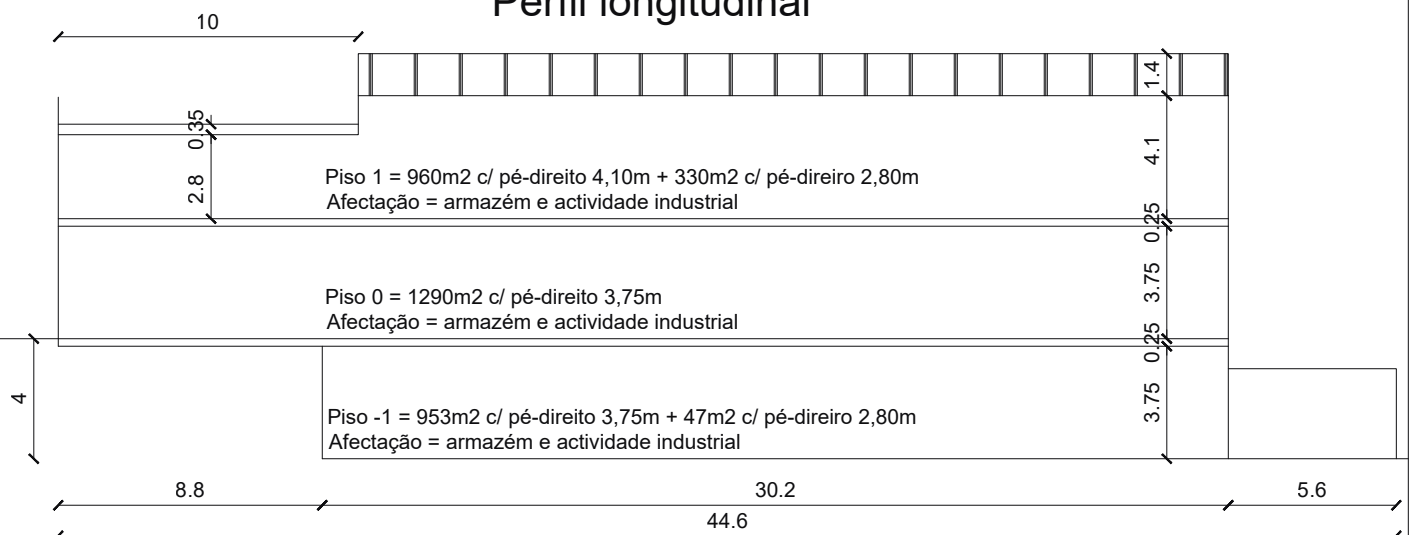 Perfil longitudinal
10
1.4
0.35
4.1
2.8
Piso 1 = 960m2 c/ pé-direito 4,10m + 330m2 c/ pé-direiro 2,80m
Afectação = armazém e actividade industrial
0.25
3.75
Piso 0 = 1290m2 c/ pé-direito 3,75m
Afectação = armazém e actividade industrial
0.25
4
3.75
Piso -1 = 953m2 c/ pé-direito 3,75m + 47m2 c/ pé-direiro 2,80m
Afectação = armazém e actividade industrial
8.8
30.2
5.6
44.6